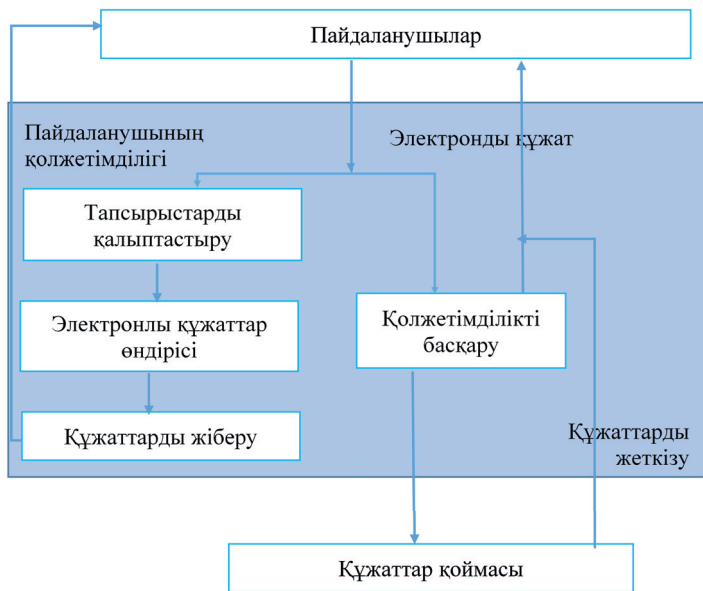 Пайдаланушылар
Пайдаланушының
қолжетімділігі
Электронды құжат
Тапсырыстарды
қалыптастыру
Электронлы құжаттар
өндірісі
Қолжетімділікті
басқару
Құжаттарды жіберу
Құжаттарды
жеткізу
Құжаттар қоймасы